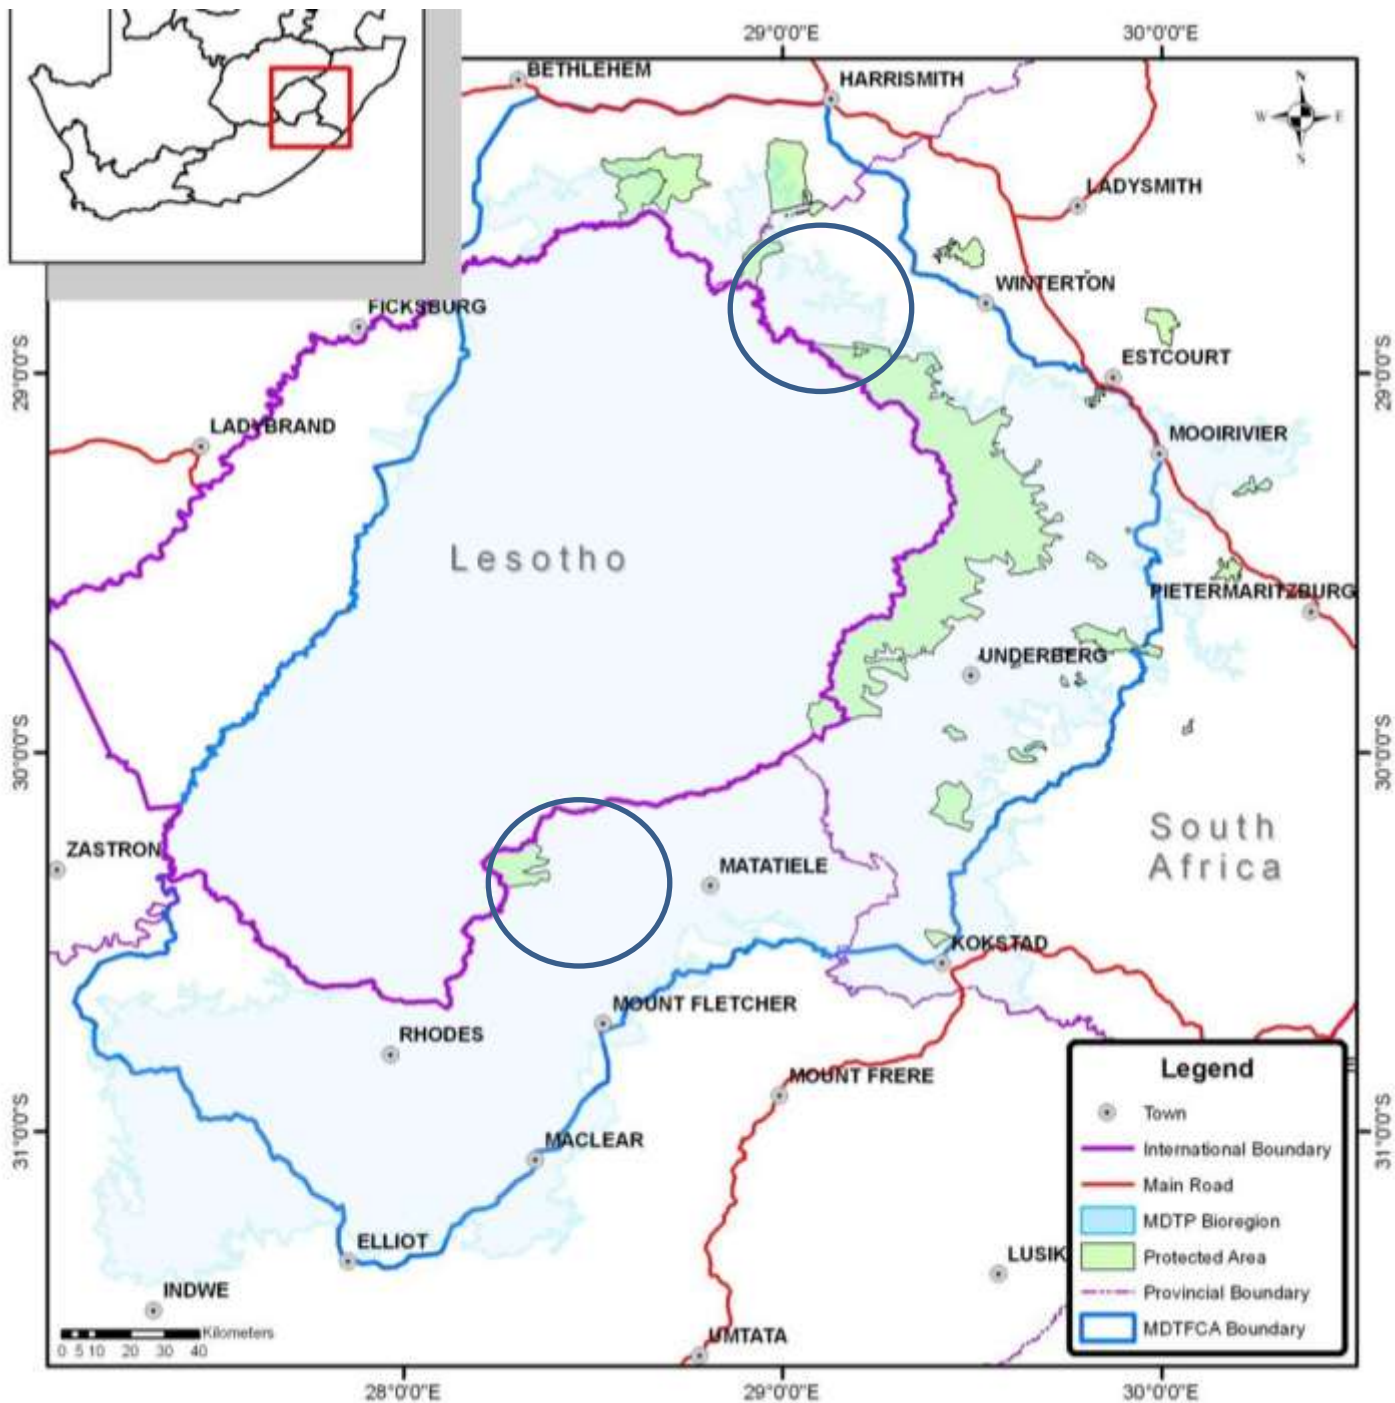 29°0'0"E
30°0'0"E
BETHLEHEM
HARRISMITH
N
W
E
S
LADYSMITH
WINTERTON
FICKSBURG
ESTCOURT
29°0'0"S
29°0'0"S
LADYBRAND
MOOIRIVIER
Lesotho
PIETERMARITZBURG
UNDERBERG
30°0'0"S
30°0'0"S
South
Africa
ZASTRON
MATATIELE
KOKSTAD
MOUNT FLETCHER
RHODES
MOUNT FRERE
MACLEAR
31°0'0"S
31°0'0"S
ELLIOT
LUSIK
INDWE
UMTATA
Kilometers
0 5 10 20 30 40
Legend
Town
International Boundary
Main Road
MDTP Bioregion
Protected Area
Provincial Boundary
MDTFCA Boundary
28°0'0"E
29°0'0"E
30°0'0"E